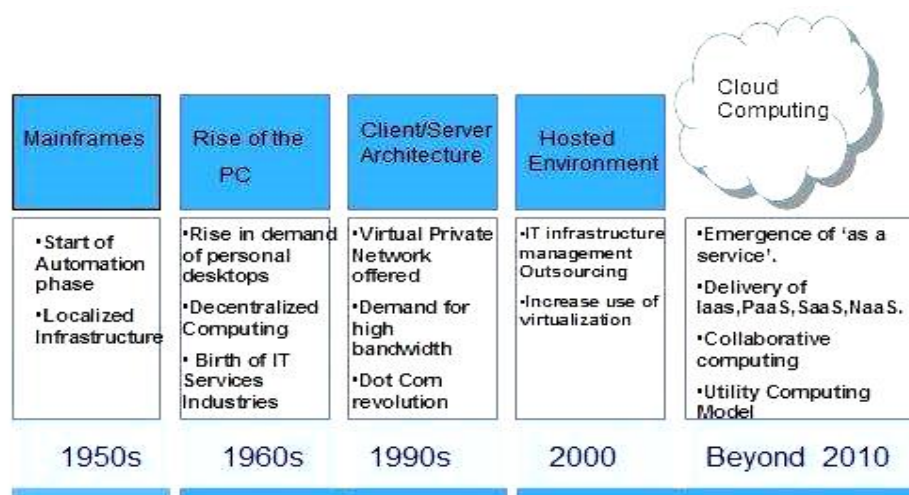 Mainframes
Rise of the
PC
Client/Server
Architecture
Hosted
Environment
Cloud
Computing
•Start of
Automation
phase
•Localized
Infrastructure
•Rise in demand
of personal
desktops
•Decentralized
Computing
• Birth of IT
Services
Industries
•Virtual Private
Network
offered
•Demand for
high
bandwidth
•Dot Com
revolution
•IT infrastructure
management
Outsourcing
•Increase use of
virtualization
•Emergence of ‘as a
service’.
•Delivery of
Iaas,PaaS,SaaS,NaaS.
•Collaborative
computing
•Utility Computing
Model
1950s
1960s
1990s
2000
Beyond 2010